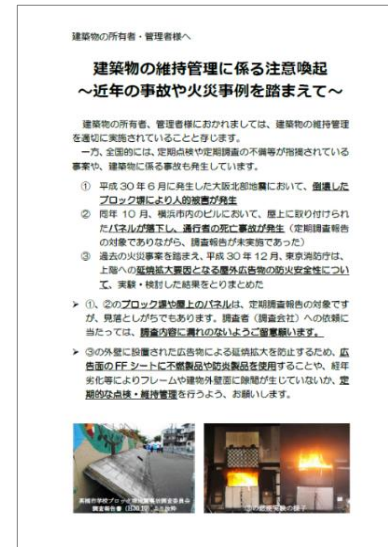 建築物の所有者・管理者様へ
建築物の維持管理に係る注意喚起
～近年の事故や火災事例を踏まえて～
建築物の所有者、管理者様におかれましては、建築物の維持管理
を適切に実施されていることと存じます。
一方、全国的には、定期点検や定期調査の不備等が指摘されている
事案や、建築物に係る事故も発生しています。
① 平成 30 年 6 月に発生した大阪北部地震において、倒壊した
ブロック塀により人的被害が発生
② 同年 10 月、横浜市内のビルにおいて、屋上に取り付けられ
たパネルが落下し、通行者の死亡事故が発生（定期調査報告
の対象でありながら、調査報告が未実施であった）
③ 過去の火災事案を踏まえ、平成 30 年 12 月、東京消防庁は、
上階への延焼拡大要因となる屋外広告物の防火安全性につい
て、実験・検討した結果をとりまとめた
➢ ①、②のブロック塀や屋上のパネルは、定期調査報告の対象です
が、見落としがちでもあります。調査者（調査会社）への依頼に
当たっては、調査内容に漏れのないようご留意願います。
➢ ③の外壁に設置された広告物による延焼拡大を防止するため、広
告面の FF シートに不燃製品や防炎製品を使用することや、経年
劣化等によりフレームや建物外壁面に隙間が生じていないか、定
期的な点検・維持管理を行うよう、お願いします。